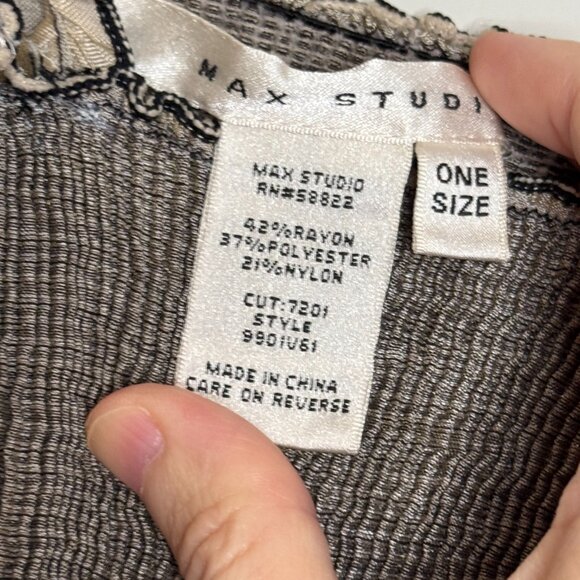 MAX STUDI
MAX STUDIO
RN#58822
42%RAYON
37%POLYESTER
21%NYLON
CUT:7201
STYLE
9901V61
MADE IN CHINA
CARE ON REVERSE
ONE
SIZE